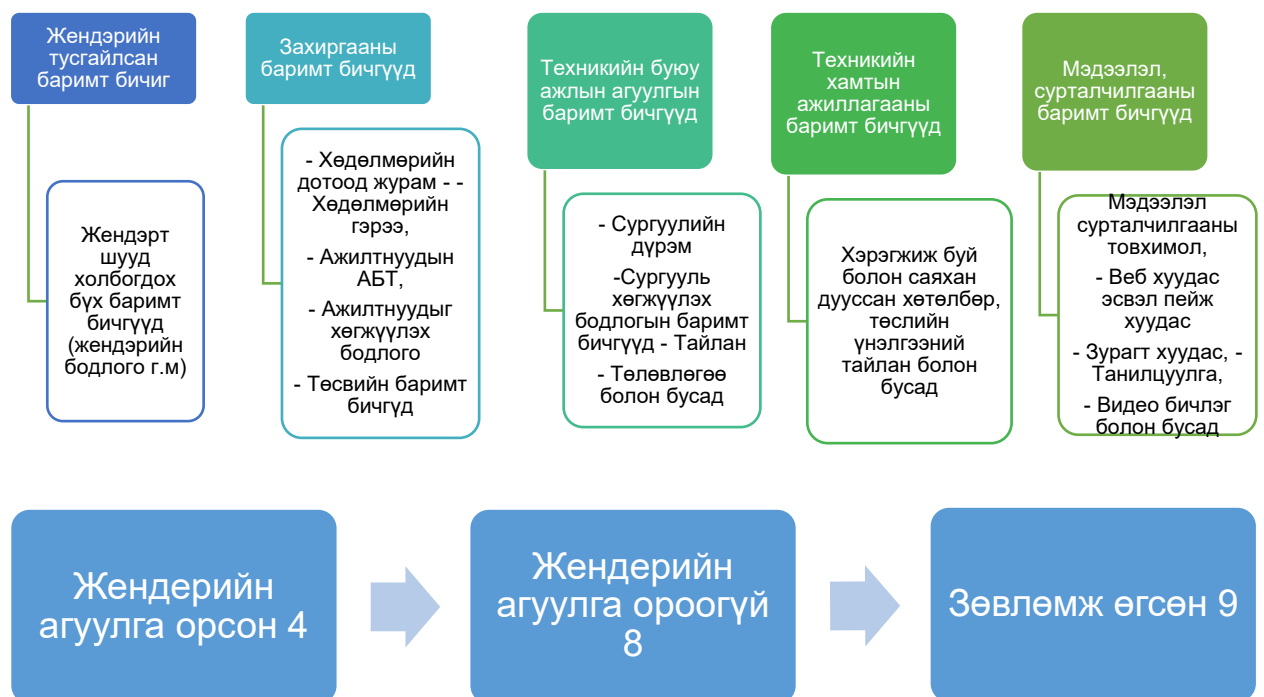 Жендэрийн
тусгайлсан
баримт бичиг
Жендэрт
шууд
холбогдох
бүх баримт
бичгүүд
(жендэрийн
бодлого г.м)
Захиргааны
баримт бичгүүд
- Хөдөлмөрийн
дотоод журам - -
Хөдөлмөрийн
гэрээ,
- Ажилтнуудын
АБТ,
- Ажилтнуудыг
хөгжүүлэх
бодлого
- Төсвийн баримт
бичгүд
Техникийн буюу
ажлын агуулгын
баримт бичгүүд
- Сургуулийн
дүрэм
-Сургууль
хөгжүүлэх
бодлогын баримт
бичгүүд - Тайлан
- Төлөвлөгөө
болон бусад
Техникийн
хамтын
ажиллагааны
баримт бичгүүд
Хэрэгжиж буй
болон саяхан
дууссан хөтөлбөр,
төслийн
үнэлгээний
тайлан болон
бусад
Мэдээлэл,
сурталчилгааны
баримт бичгүүд
Мэдээлэл
сурталчилгааны
товхимол,
- Веб хуудас
эсвэл пейж
хуудас
- Зурагт хуудас, -
Танилцуулга,
- Видео бичлэг
болон бусад
Жендерийн
агуулга орсон 4
Жендерийн
агуулга ороогүй
8
Зөвлөмж өгсөн 9